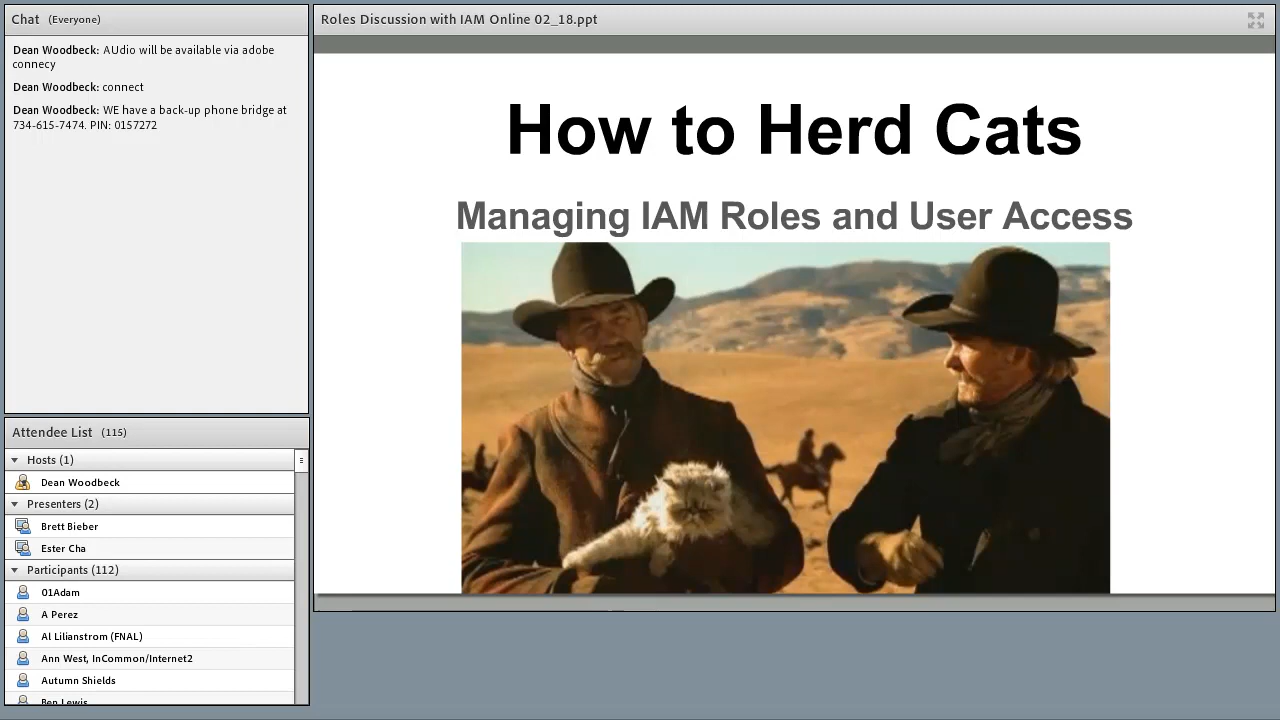 Chat (Everyone)
Dean Woodbeck: AUdio will be available via adobe
connecy
Dean Woodbeck: connect
Dean Woodbeck: WE have a back-up phone bridge at
734-615-7474. PIN: 0157272
Attendee List (115)
Hosts (1)
Dean Woodbeck
Presenters (2)
Brett Bieber
Ester Cha
Participants (112)
01Adam
A Perez
Al Lilianstrom (FNAL)
Ann West, InCommon/Internet2
Autumn Shields
Ben Lewis
Roles Discussion with IAM Online 02_18.ppt
How to Herd Cats
Managing IAM Roles and User Access